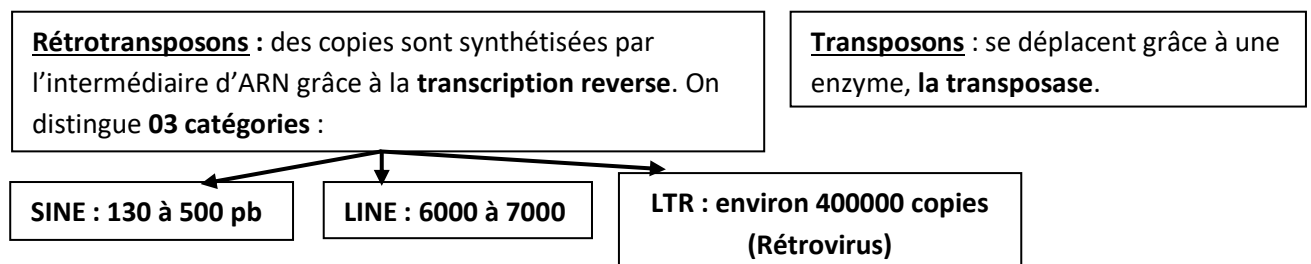 Rétrotransposons : des copies sont synthétisées par
l'intermédiaire d'ARN grâce à la transcription reverse. On
distingue 03 catégories :
Transposons : se déplacent grâce à une
enzyme, la transposase.
SINE : 130 à 500 pb
LINE : 6000 à 7000
LTR : environ 400000 copies
(Rétrovirus)